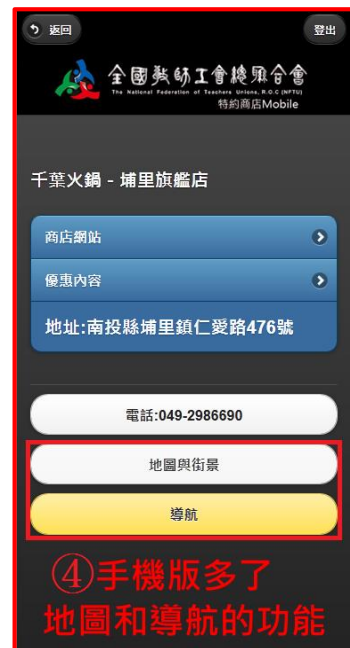 返回
登出
全國教師工會總聯合會
The National Federation of Teachers Unions, R.O.C (NFTU)
特約商店Mobile
千葉火鍋 - 埔里旗艦店
商店網站
優惠內容
地址:南投縣埔里鎮仁愛路476號
電話:049-2986690
地圖與街景
導航
④手機版多了
地圖和導航的功能